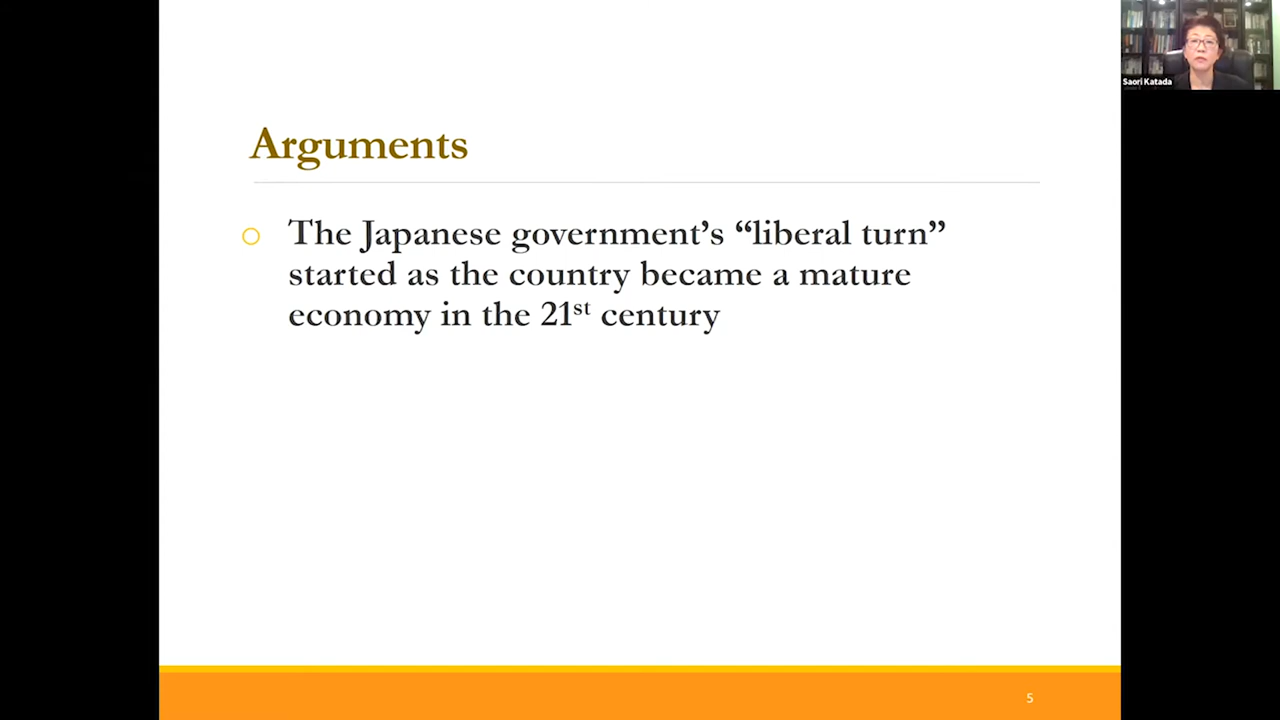 Saori Katada
Arguments
The Japanese government’s “liberal turn”
started as the country became a mature
economy in the 21st century
5